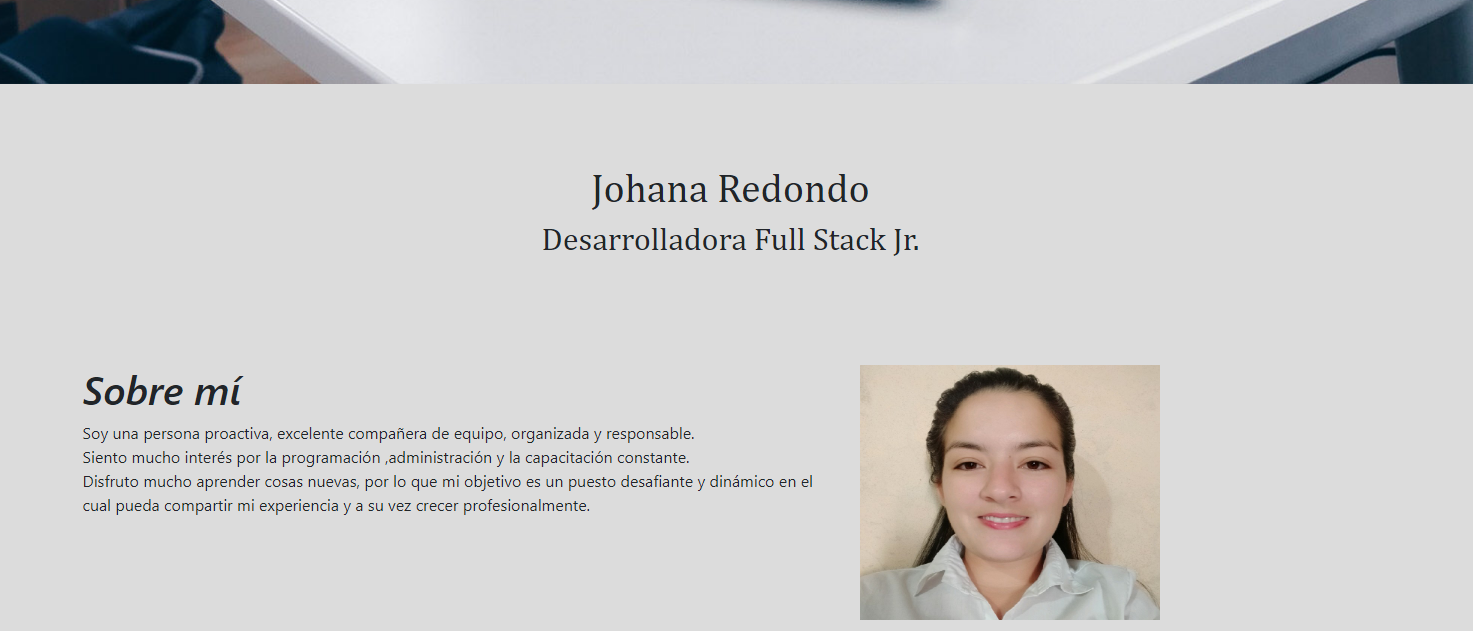 Johana Redondo
Desarrolladora Full Stack Jr.
Sobre mí
Soy una persona proactiva, excelente compañera de equipo, organizada y responsable.
Siento mucho interés por la programación ,administración y la capacitación constante.
Disfruto mucho aprender cosas nuevas, por lo que mi objetivo es un puesto desafiante y dinámico en el
cual pueda compartir mi experiencia y a su vez crecer profesionalmente.